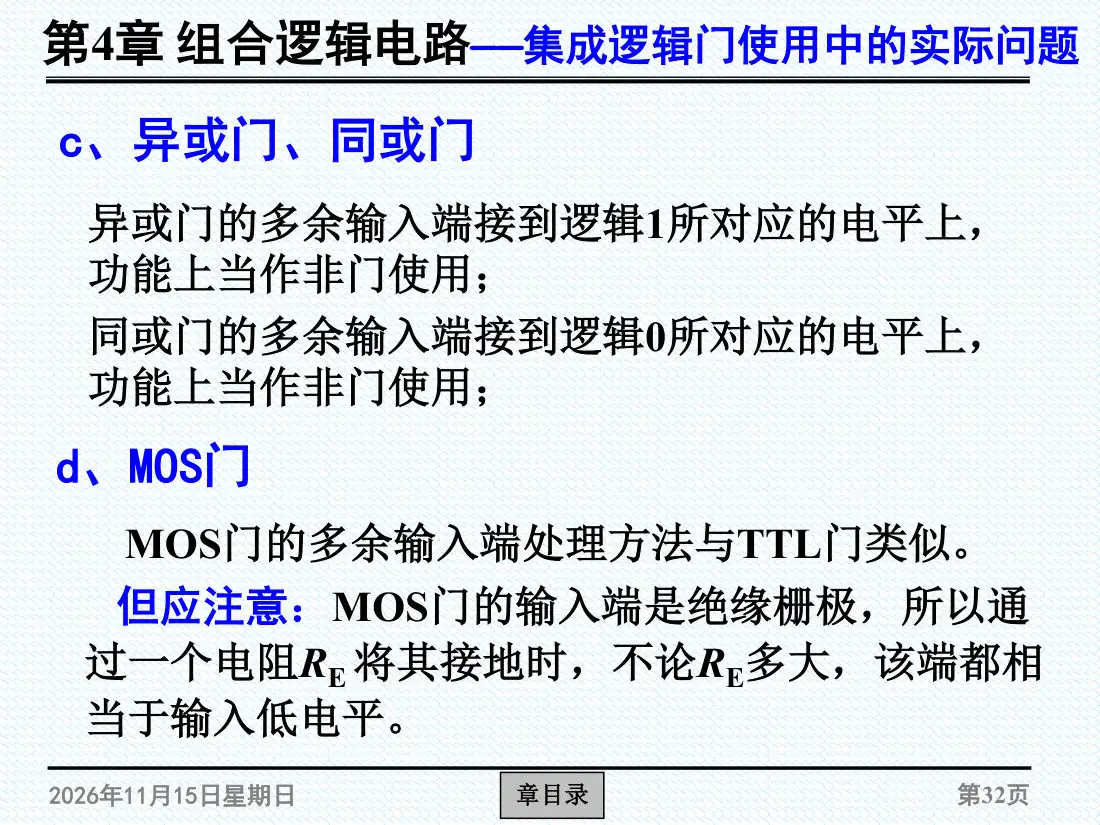 第4章 组合逻辑电路——集成逻辑门使用中的实际问题
c、异或门、同或门
异或门的多余输入端接到逻辑1所对应的电平上，
功能上当作非门使用；
同或门的多余输入端接到逻辑0所对应的电平上，
功能上当作非门使用；
d、MOS门
MOS门的多余输入端处理方法与TTL门类似。
但应注意：MOS门的输入端是绝缘栅极，所以通
过一个电阻RE将其接地时，不论RE多大，该端都相
当于输入低电平。
2026年11月15日星期日 章目录 第32页